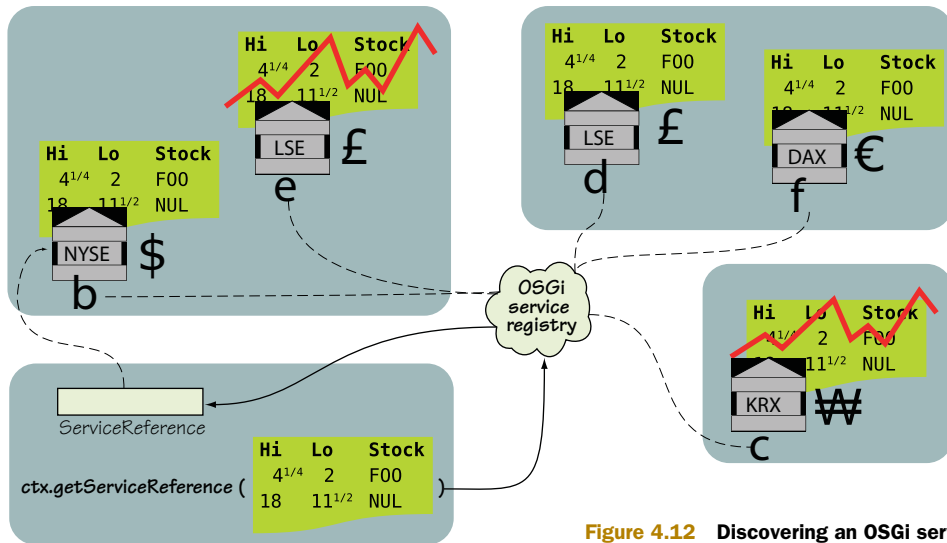 Hi Lo Stock
4 1/4 2 FOO
18 11 1/2 NUL
LSE £
e
Hi Lo Stock
4 1/4 2 FOO
18 11 1/2 NUL
NYSE $
b
Hi Lo Stock
4 1/4 2 FOO
18 11 1/2 NUL
LSE £
d
Hi Lo Stock
4 1/4 2 FOO
18 11 1/2 NUL
DAX €
f
OSGi
service
registry
Hi Lo Stock
4 1/4 2 FOO
11 1/2 NUL
KRX ₩
c
ServiceReference
Hi Lo Stock
4 1/4 2 FOO
18 11 1/2 NUL
ctx.getServiceReference ( )
Figure 4.12 Discovering an OSGi ser